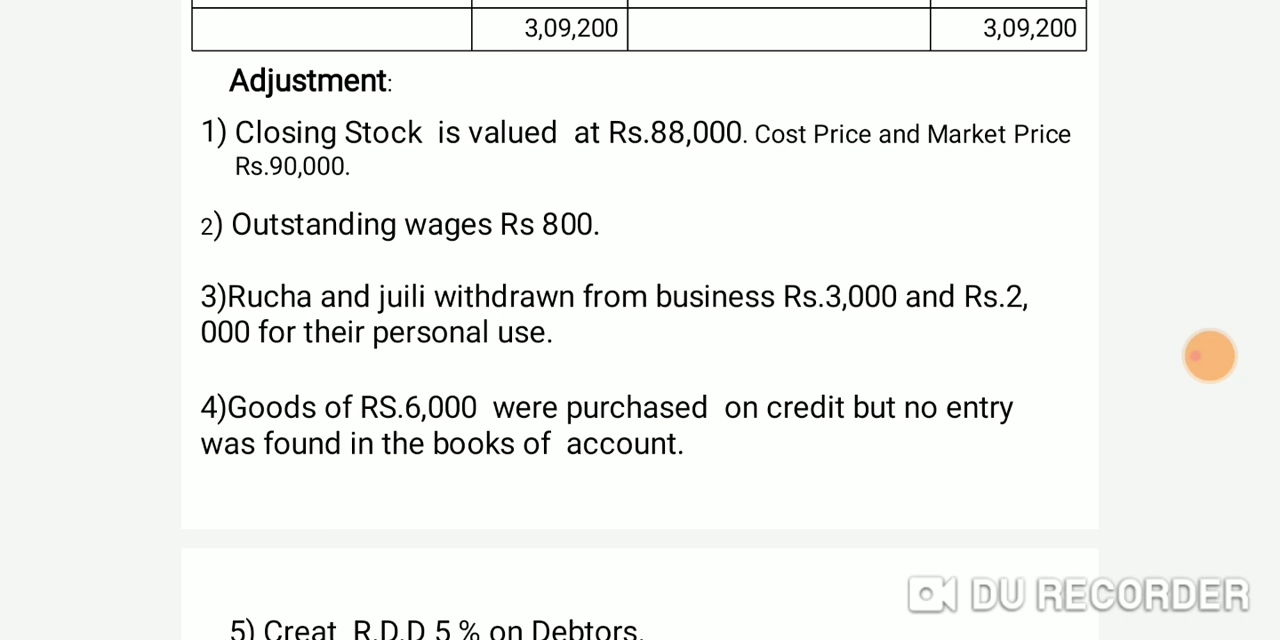 3,09,200 3,09,200
Adjustment:
1) Closing Stock is valued at Rs.88,000. Cost Price and Market Price
Rs.90,000.
2) Outstanding wages Rs 800.
3)Rucha and juili withdrawn from business Rs.3,000 and Rs.2,
000 for their personal use.
4)Goods of RS.6,000 were purchased on credit but no entry
was found in the books of account.
DU RECORDER
5) Creat R.D.D 5 % on Debtors.